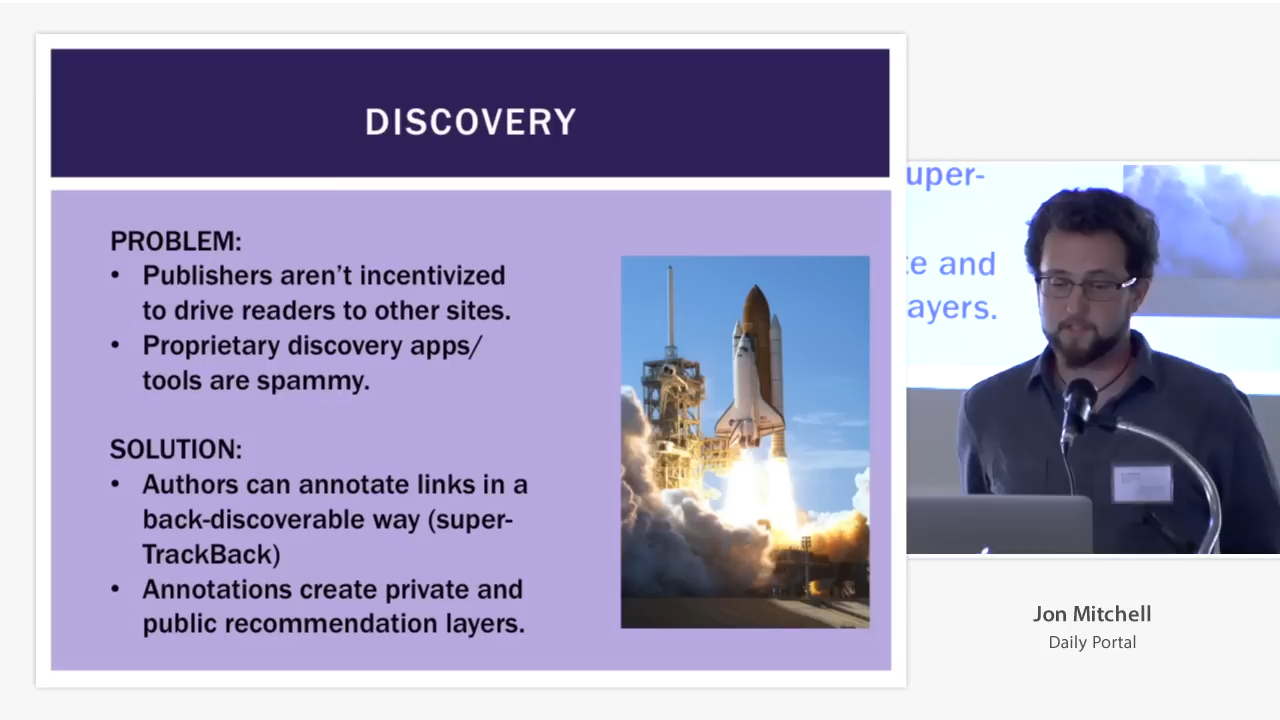 DISCOVERY
PROBLEM:
• Publishers aren't incentivized
to drive readers to other sites.
• Proprietary discovery apps/
tools are spammy.
SOLUTION:
• Authors can annotate links in a
back-discoverable way (super-
TrackBack)
• Annotations create private and
public recommendation layers.
uper-
te and
ayers.
Jon Mitchell
Daily Portal